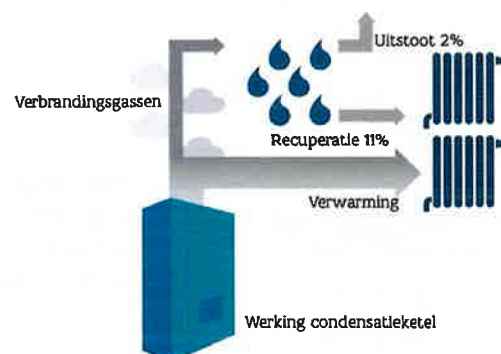 Uitstoot 2%
Verbrandingsgassen
Recuperatie 11%
Verwarming
Werking condensatieketel